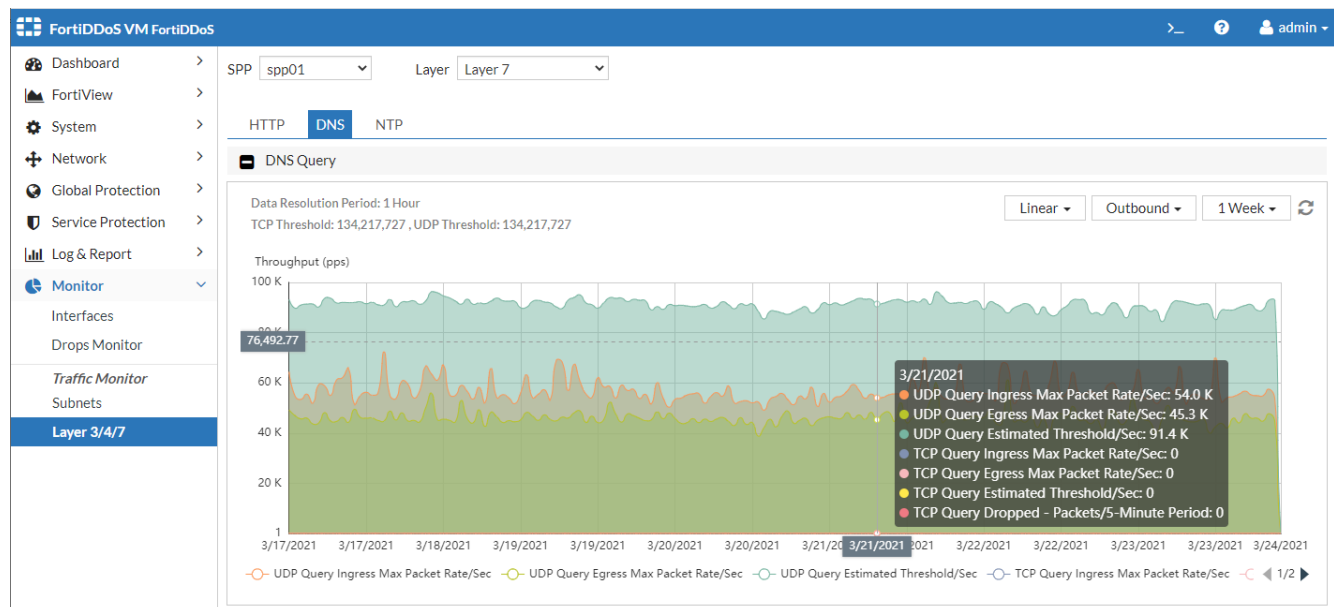 FortiDDoS VM FortiDDoS
>_
?
admin
Dashboard
FortiView
System
Network
Global Protection
Service Protection
Log & Report
Monitor
Interfaces
Drops Monitor
Traffic Monitor
Subnets
Layer 3/4/7
SPP spp01 Layer Layer 7
HTTP DNS NTP
DNS Query
Data Resolution Period: 1 Hour
TCP Threshold: 134,217,727 , UDP Threshold: 134,217,727
Linear Outbound 1 Week
Throughput (pps)
100 K
76,492.77
60 K
40 K
20 K
1
3/21/2021
UDP Query Ingress Max Packet Rate/Sec: 54.0 K
UDP Query Egress Max Packet Rate/Sec: 45.3 K
UDP Query Estimated Threshold/Sec: 91.4 K
TCP Query Ingress Max Packet Rate/Sec: 0
TCP Query Egress Max Packet Rate/Sec: 0
TCP Query Estimated Threshold/Sec: 0
TCP Query Dropped - Packets/5-Minute Period: 0
3/17/2021 3/17/2021 3/18/2021 3/19/2021 3/19/2021 3/20/2021 3/20/2021 3/21/2021 3/22/2021 3/22/2021 3/23/2021 3/23/2021 3/24/2021
UDP Query Ingress Max Packet Rate/Sec UDP Query Egress Max Packet Rate/Sec UDP Query Estimated Threshold/Sec TCP Query Ingress Max Packet Rate/Sec 1/2